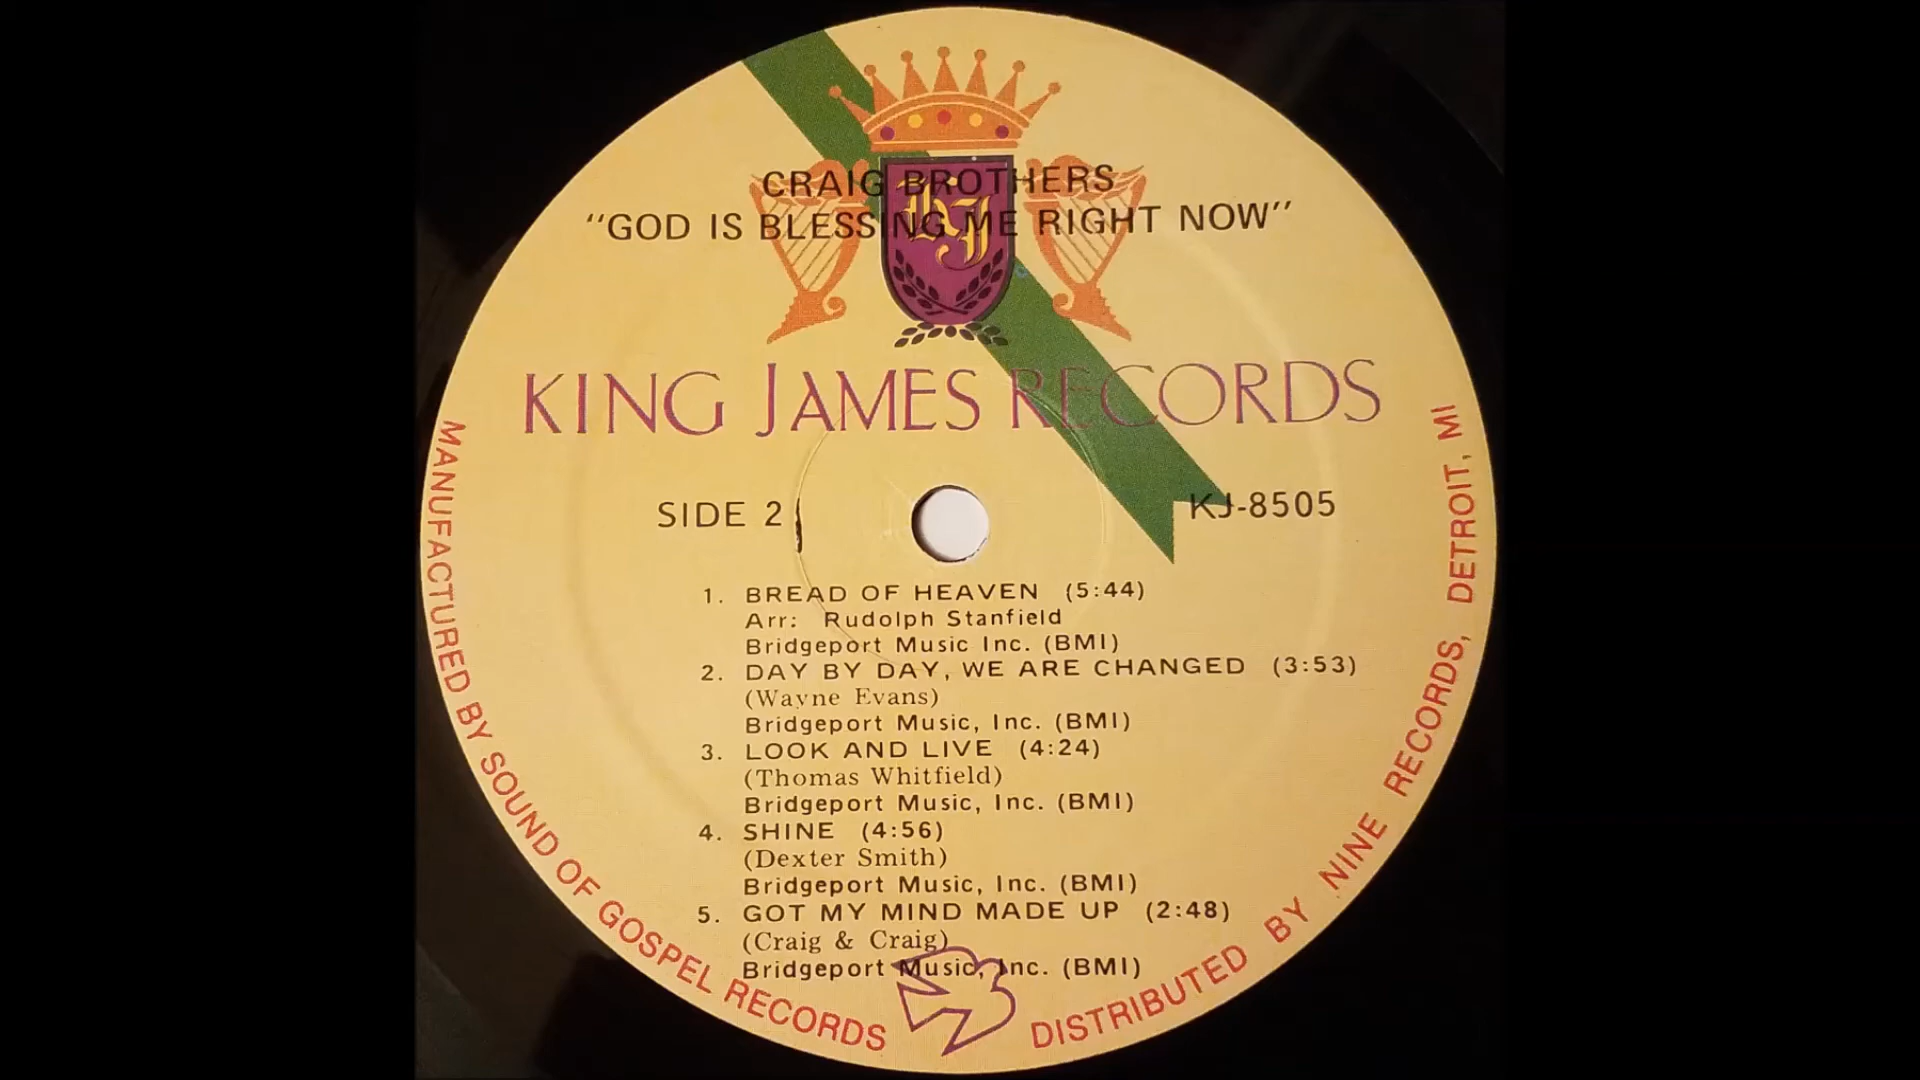 CRAIG BROTHERS
"GOD IS BLESSING ME RIGHT NOW"
KJ
KING JAMES RECORDS
SIDE 2
KJ-8505
1. BREAD OF HEAVEN (5:44)
Arr: Rudolph Stanfield
Bridgeport Music Inc. (BMI)
2. DAY BY DAY, WE ARE CHANGED (3:53)
(Wayne Evans)
Bridgeport Music, Inc. (BMI)
3. LOOK AND LIVE (4:24)
(Thomas Whitfield)
Bridgeport Music, Inc. (BMI)
4. SHINE (4:56)
(Dexter Smith)
Bridgeport Music, Inc. (BMI)
5. GOT MY MIND MADE UP (2:48)
(Craig & Craig)
Bridgeport Music, Inc. (BMI)
MANUFACTURED BY SOUND OF GOSPEL RECORDS
DISTRIBUTED BY NINE RECORDS, DETROIT, MI